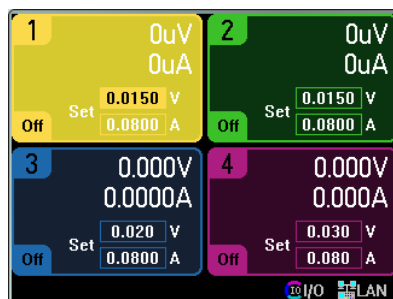 1 0uV
0uA
Set 0.0150 V
Off 0.0800 A
2 0uV
0uA
Set 0.0150 V
Off 0.0800 A
3 0.000V
0.0000A
Set 0.020 V
Off 0.0800 A
4 0.000V
0.000A
Set 0.030 V
Off 0.080 A
IO I/O LAN